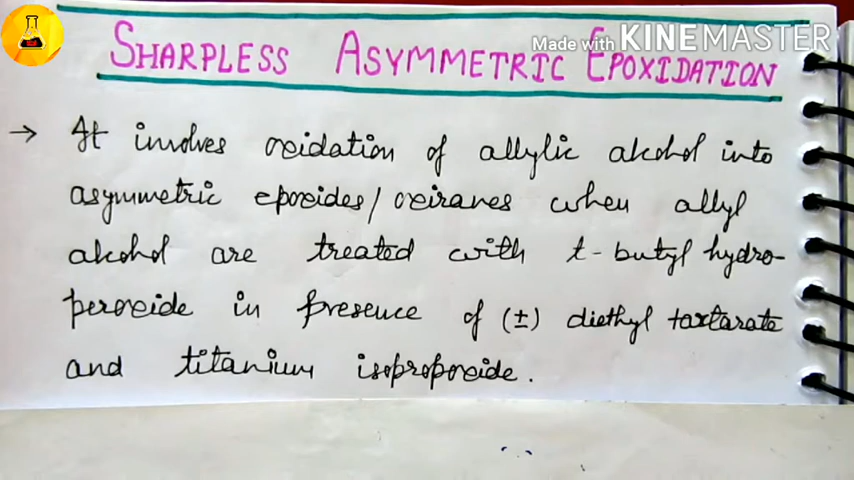 Made with KINEMASTER
SHARPLESS ASYMMETRIC EPOXIDATION
→ It involves oxidation of allylic alcohol into
asymmetric epoxides/oxiranes when allyl
alcohol are treated with t-butyl hydro-
peroxide in presence of (±) diethyl tartarate
and titanium isopropoxide.